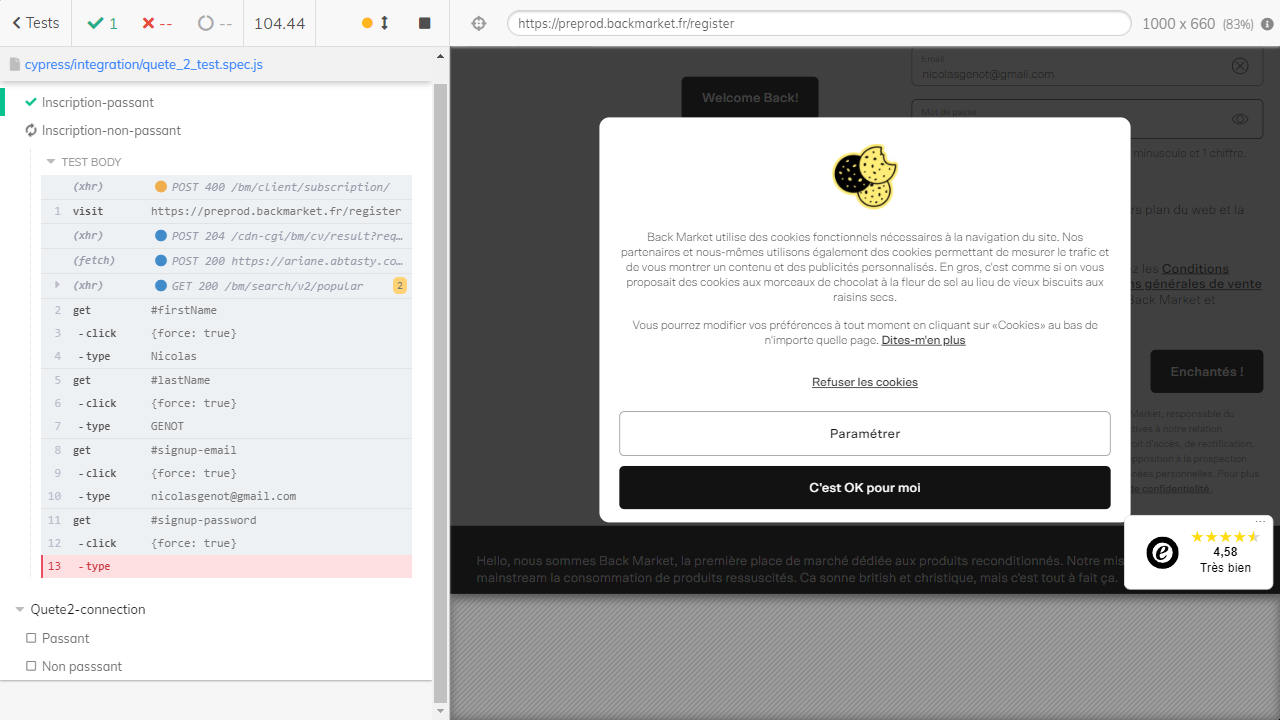 Tests
1
--
--
104.44
https://preprod.backmarket.fr/register
1000 x 660 (83%)
cypress/integration/quete_2_test.spec.js
Inscription-passant
Inscription-non-passant
TEST BODY
(xhr) POST 400 /bm/client/subscription/
1 visit https://preprod.backmarket.fr/register
(xhr) POST 204 /cdn-cgi/bm/cv/result?req…
(fetch) POST 200 https://ariane.abtasty.co…
(xhr) GET 200 /bm/search/v2/popular 2
2 get #firstName
3 -click {force: true}
4 -type Nicolas
5 get #lastName
6 -click {force: true}
7 -type GENOT
8 get #signup-email
9 -click {force: true}
10 -type nicolasgenot@gmail.com
11 get #signup-password
12 -click {force: true}
13 -type
Quete2-connection
Passant
Non passsant
Email
nicolasgenot@gmail.com
Welcome Back!
Mot de passe
minuscule et 1 chiffre.
rs plan du web et la
ez les Conditions
ns générales de vente
Back Market et
Enchantés !
Market, responsable du
tives à notre relation
oit d'accès, de rectification,
opposition à la prospection
nées personnelles. Pour plus
de confidentialité.
Back Market utilise des cookies fonctionnels nécessaires à la navigation du site. Nos
partenaires et nous-mêmes utilisons également des cookies permettant de mesurer le trafic et
de vous montrer un contenu et des publicités personnalisés. En gros, c'est comme si on vous
proposait des cookies aux morceaux de chocolat à la fleur de sel au lieu de vieux biscuits aux
raisins secs.
Vous pourrez modifier vos préférences à tout moment en cliquant sur «Cookies» au bas de
n'importe quelle page. Dites-m'en plus
Refuser les cookies
Paramétrer
C'est OK pour moi
Hello, nous sommes Back Market, la première place de marché dédiée aux produits reconditionnés. Notre mis
mainstream la consommation de produits ressuscités. Ca sonne british et christique, mais c'est tout à fait ça.
...
e
4,58
Très bien